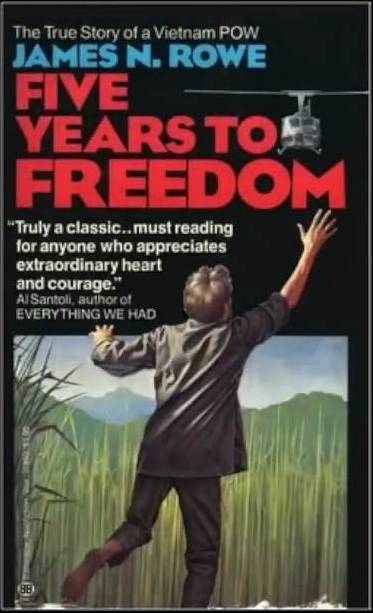 The True Story of a Vietnam POW
JAMES N. ROWE
FIVE
YEARS TO
FREEDOM
"Truly a classic..must reading
for anyone who appreciates
extraordinary heart
and courage."
Al Santoli, author of
EVERYTHING WE HAD
BB